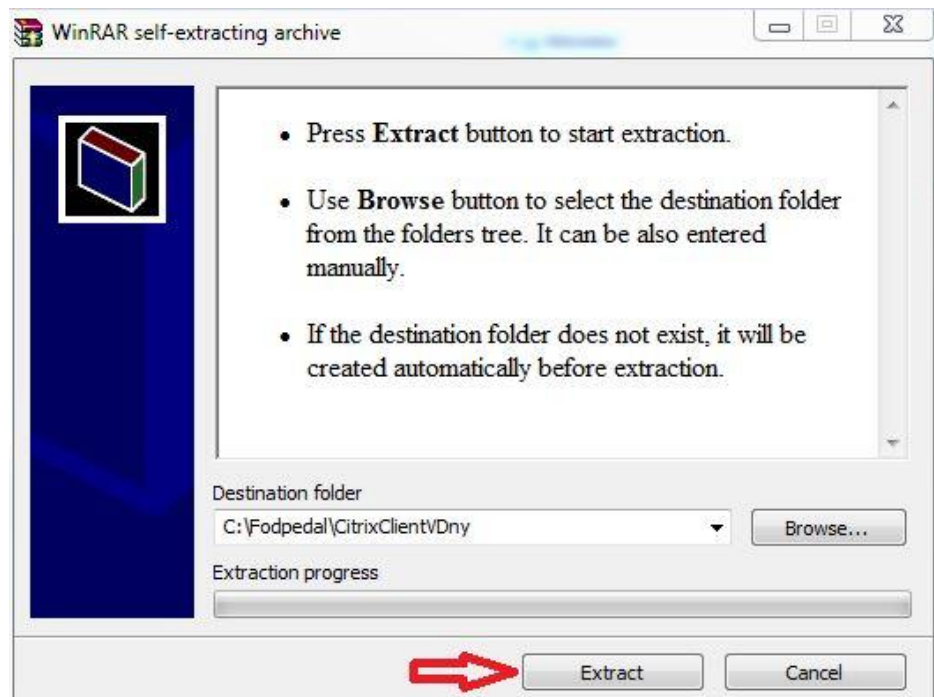 WinRAR self-extracting archive
• Press Extract button to start extraction.
• Use Browse button to select the destination folder
from the folders tree. It can be also entered
manually.
• If the destination folder does not exist, it will be
created automatically before extraction.
Destination folder
C:\Fodpedal\CitrixClientVDny
Browse...
Extraction progress
Extract
Cancel